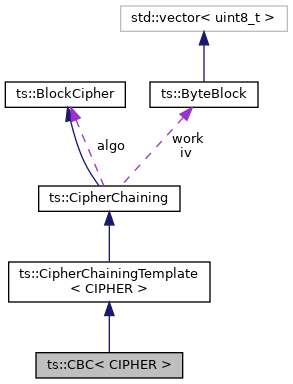 std::vector< uint8_t >
ts::BlockCipher
ts::ByteBlock
algo
work
iv
ts::CipherChaining
ts::CipherChainingTemplate
< CIPHER >
ts::CBC< CIPHER >